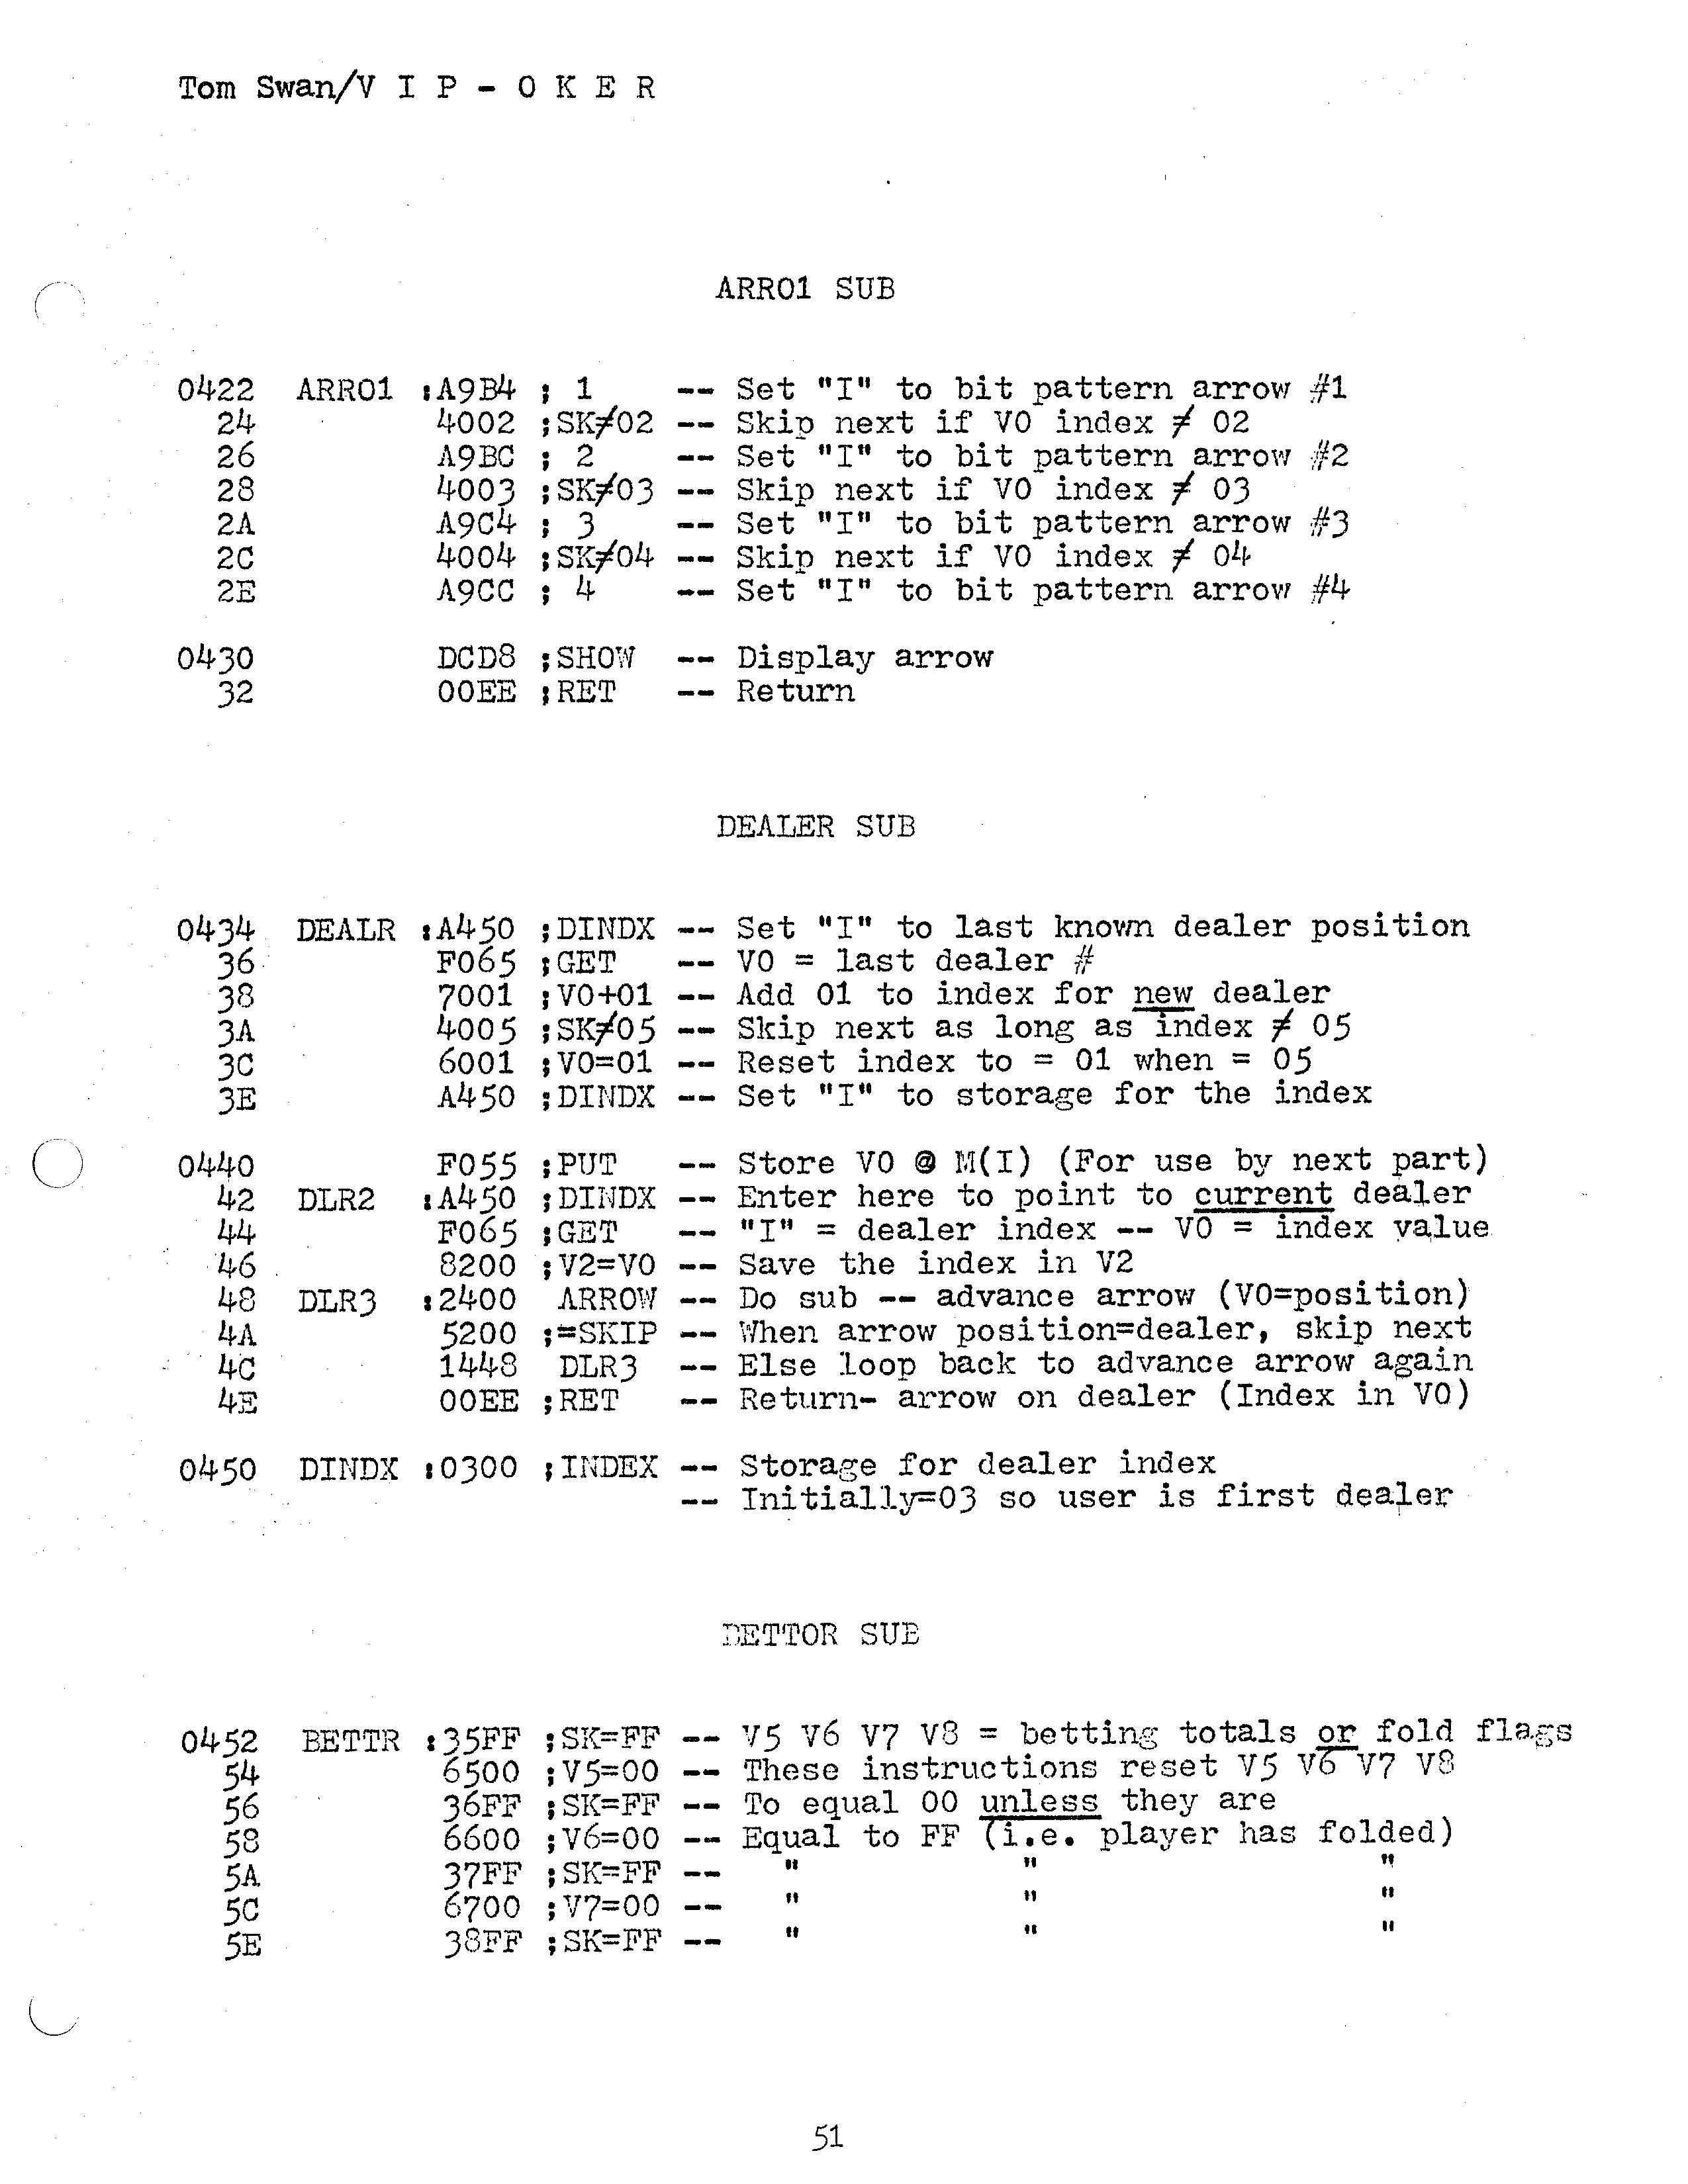 Tom Swan/V I P - O K E R
ARRO1 SUB
0422 ARRO1 :A9B4 ; 1 -- Set "I" to bit pattern arrow #1
24 4002 ;SK≠02 -- Skip next if V0 index ≠ 02
26 A9BC ; 2 -- Set "I" to bit pattern arrow #2
28 4003 ;SK≠03 -- Skip next if V0 index ≠ 03
2A A9C4 ; 3 -- Set "I" to bit pattern arrow #3
2C 4004 ;SK≠04 -- Skip next if V0 index ≠ 04
2E A9CC ; 4 -- Set "I" to bit pattern arrow #4
0430 DCD8 ;SHOW -- Display arrow
32 00EE ;RET -- Return
DEALER SUB
0434 DEALR :A450 ;DINDX -- Set "I" to last known dealer position
36 F065 ;GET -- V0 = last dealer #
38 7001 ;V0+01 -- Add 01 to index for new dealer
3A 4005 ;SK≠05 -- Skip next as long as index ≠ 05
3C 6001 ;V0=01 -- Reset index to = 01 when = 05
3E A450 ;DINDX -- Set "I" to storage for the index
0440 F055 ;PUT -- Store V0 @ M(I) (For use by next part)
42 DLR2 :A450 ;DINDX -- Enter here to point to current dealer
44 F065 ;GET -- "I" = dealer index -- V0 = index value
46 8200 ;V2=V0 -- Save the index in V2
48 DLR3 :2400 ARROW -- Do sub -- advance arrow (V0=position)
4A 5200 ;=SKIP -- When arrow position=dealer, skip next
4C 1448 DLR3 -- Else loop back to advance arrow again
4E 00EE ;RET -- Return- arrow on dealer (Index in V0)
0450 DINDX :0300 ;INDEX -- Storage for dealer index
-- Initially=03 so user is first dealer
BETTOR SUB
0452 BETTR :35FF ;SK=FF -- V5 V6 V7 V8 = betting totals or fold flags
54 6500 ;V5=00 -- These instructions reset V5 V6 V7 V8
56 36FF ;SK=FF -- To equal 00 unless they are
58 6600 ;V6=00 -- Equal to FF (i.e. player has folded)
5A 37FF ;SK=FF -- " " "
5C 6700 ;V7=00 -- " " "
5E 38FF ;SK=FF -- " " "
51